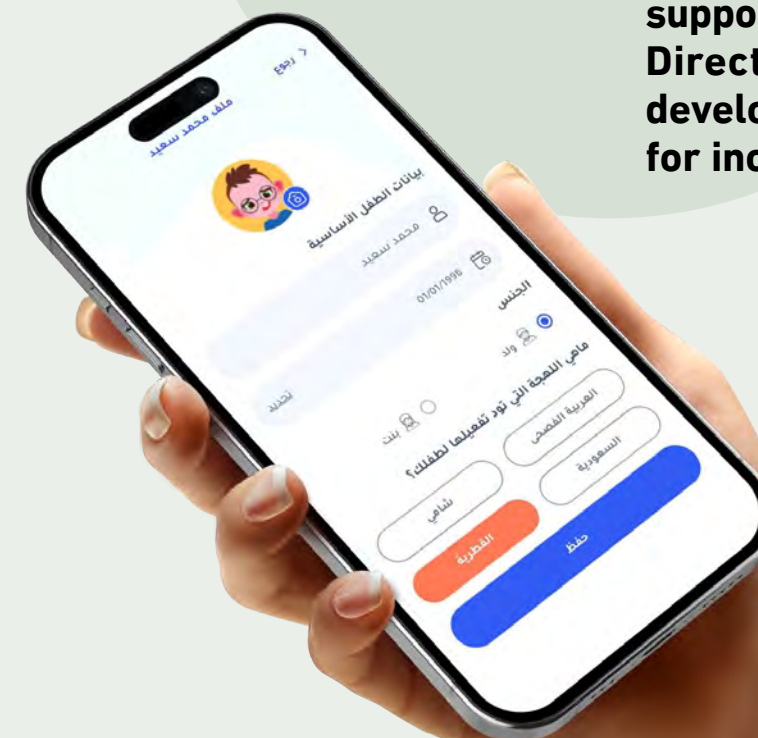 suppo
Direct
develo
for inc
رجوع
ملف محمد سعيد
بيانات الطفل الأساسية
محمد سعيد
01/01/1996
تحديد
الجنس
ولد
بنت
ماهي اللهجة التي تود تفعيلها لطفلك؟
العربية الفصحى
شامي
السعودية
القطرية
حفظ